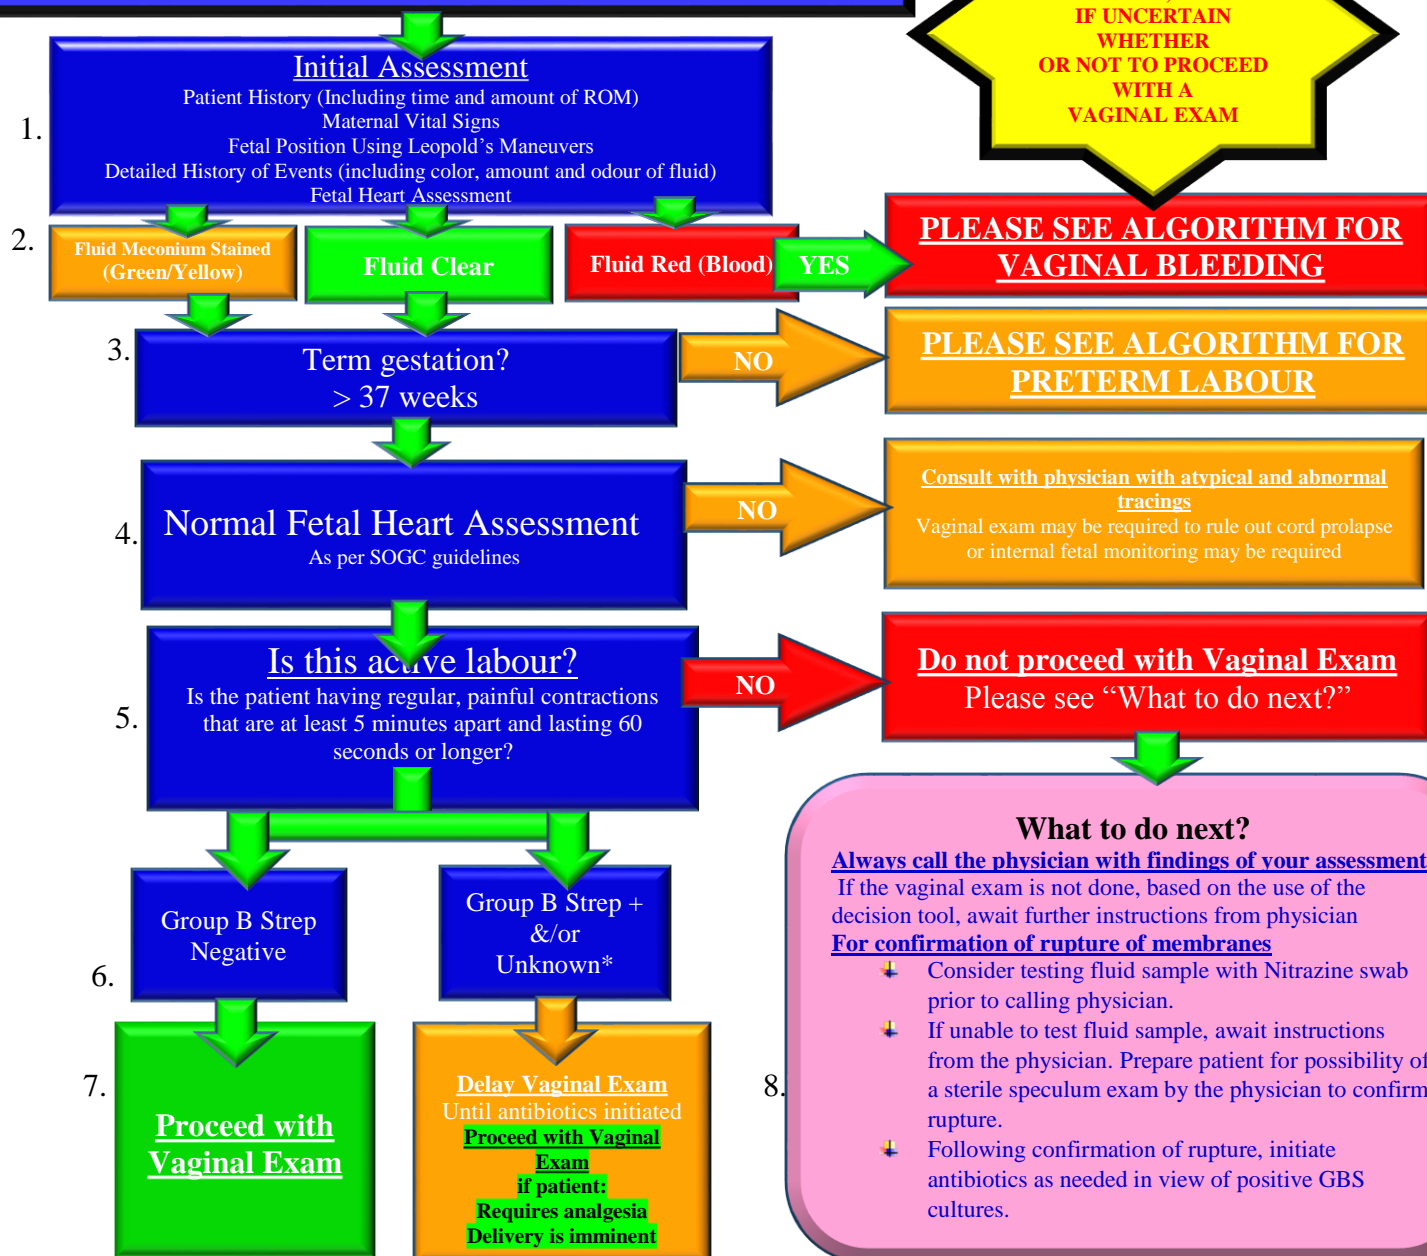 IF UNCERTAIN
WHETHER
OR NOT TO PROCEED
WITH A
VAGINAL EXAM
1.
Initial Assessment
Patient History (Including time and amount of ROM)
Maternal Vital Signs
Fetal Position Using Leopold’s Maneuvers
Detailed History of Events (including color, amount and odour of fluid)
Fetal Heart Assessment
2.
Fluid Meconium Stained
(Green/Yellow)
Fluid Clear
Fluid Red (Blood)
YES
PLEASE SEE ALGORITHM FOR
VAGINAL BLEEDING
3.
Term gestation?
> 37 weeks
NO
PLEASE SEE ALGORITHM FOR
PRETERM LABOUR
4.
Normal Fetal Heart Assessment
As per SOGC guidelines
NO
Consult with physician with atypical and abnormal
tracings
Vaginal exam may be required to rule out cord prolapse
or internal fetal monitoring may be required
5.
Is this active labour?
Is the patient having regular, painful contractions
that are at least 5 minutes apart and lasting 60
seconds or longer?
NO
Do not proceed with Vaginal Exam
Please see “What to do next?”
6.
Group B Strep
Negative
Group B Strep +
&/or
Unknown*
7.
Proceed with
Vaginal Exam
Delay Vaginal Exam
Until antibiotics initiated
Proceed with Vaginal
Exam
if patient:
Requires analgesia
Delivery is imminent
8.
What to do next?
Always call the physician with findings of your assessment
If the vaginal exam is not done, based on the use of the
decision tool, await further instructions from physician
For confirmation of rupture of membranes
Consider testing fluid sample with Nitrazine swab
prior to calling physician.
If unable to test fluid sample, await instructions
from the physician. Prepare patient for possibility of
a sterile speculum exam by the physician to confirm
rupture.
Following confirmation of rupture, initiate
antibiotics as needed in view of positive GBS
cultures.